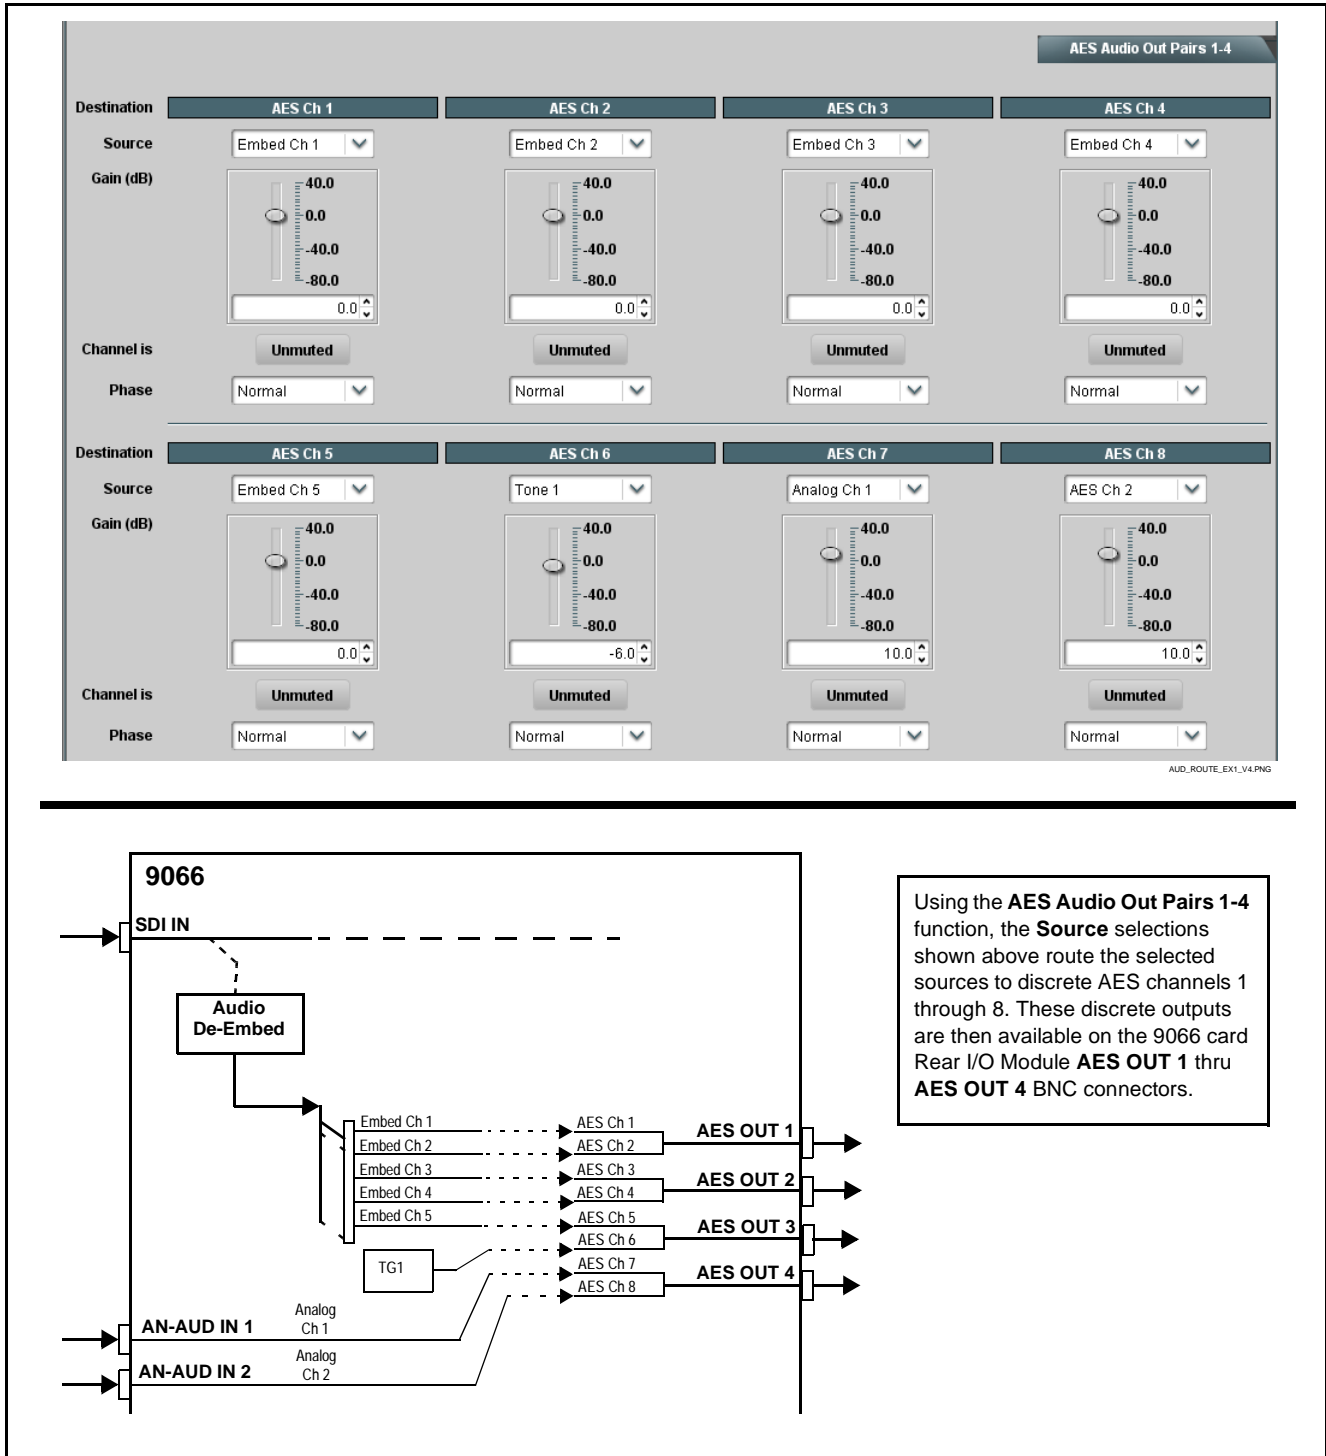 AES Audio Out Pairs 1-4
Destination AES Ch 1 AES Ch 2 AES Ch 3 AES Ch 4
Source Embed Ch 1 Embed Ch 2 Embed Ch 3 Embed Ch 4
Gain (dB) 40.0 40.0 40.0 40.0
0.0 0.0 0.0 0.0
-40.0 -40.0 -40.0 -40.0
-80.0 -80.0 -80.0 -80.0
0.0 0.0 0.0 0.0
Channel is Unmuted Unmuted Unmuted Unmuted
Phase Normal Normal Normal Normal
Destination AES Ch 5 AES Ch 6 AES Ch 7 AES Ch 8
Source Embed Ch 5 Tone 1 Analog Ch 1 AES Ch 2
Gain (dB) 40.0 40.0 40.0 40.0
0.0 0.0 0.0 0.0
-40.0 -40.0 -40.0 -40.0
-80.0 -80.0 -80.0 -80.0
0.0 -6.0 10.0 10.0
Channel is Unmuted Unmuted Unmuted Unmuted
Phase Normal Normal Normal Normal
AUD_ROUTE_EX1_V4.PNG
9066
SDI IN
Audio
De-Embed
Embed Ch 1 AES Ch 1
AES OUT 1
Embed Ch 2 AES Ch 2
Embed Ch 3 AES Ch 3
AES OUT 2
Embed Ch 4 AES Ch 4
Embed Ch 5 AES Ch 5
AES OUT 3
AES Ch 6
TG1
AES Ch 7
AES OUT 4
AES Ch 8
AN-AUD IN 1
Analog
Ch 1
AN-AUD IN 2
Analog
Ch 2
Using the AES Audio Out Pairs 1-4
function, the Source selections
shown above route the selected
sources to discrete AES channels 1
through 8. These discrete outputs
are then available on the 9066 card
Rear I/O Module AES OUT 1 thru
AES OUT 4 BNC connectors.